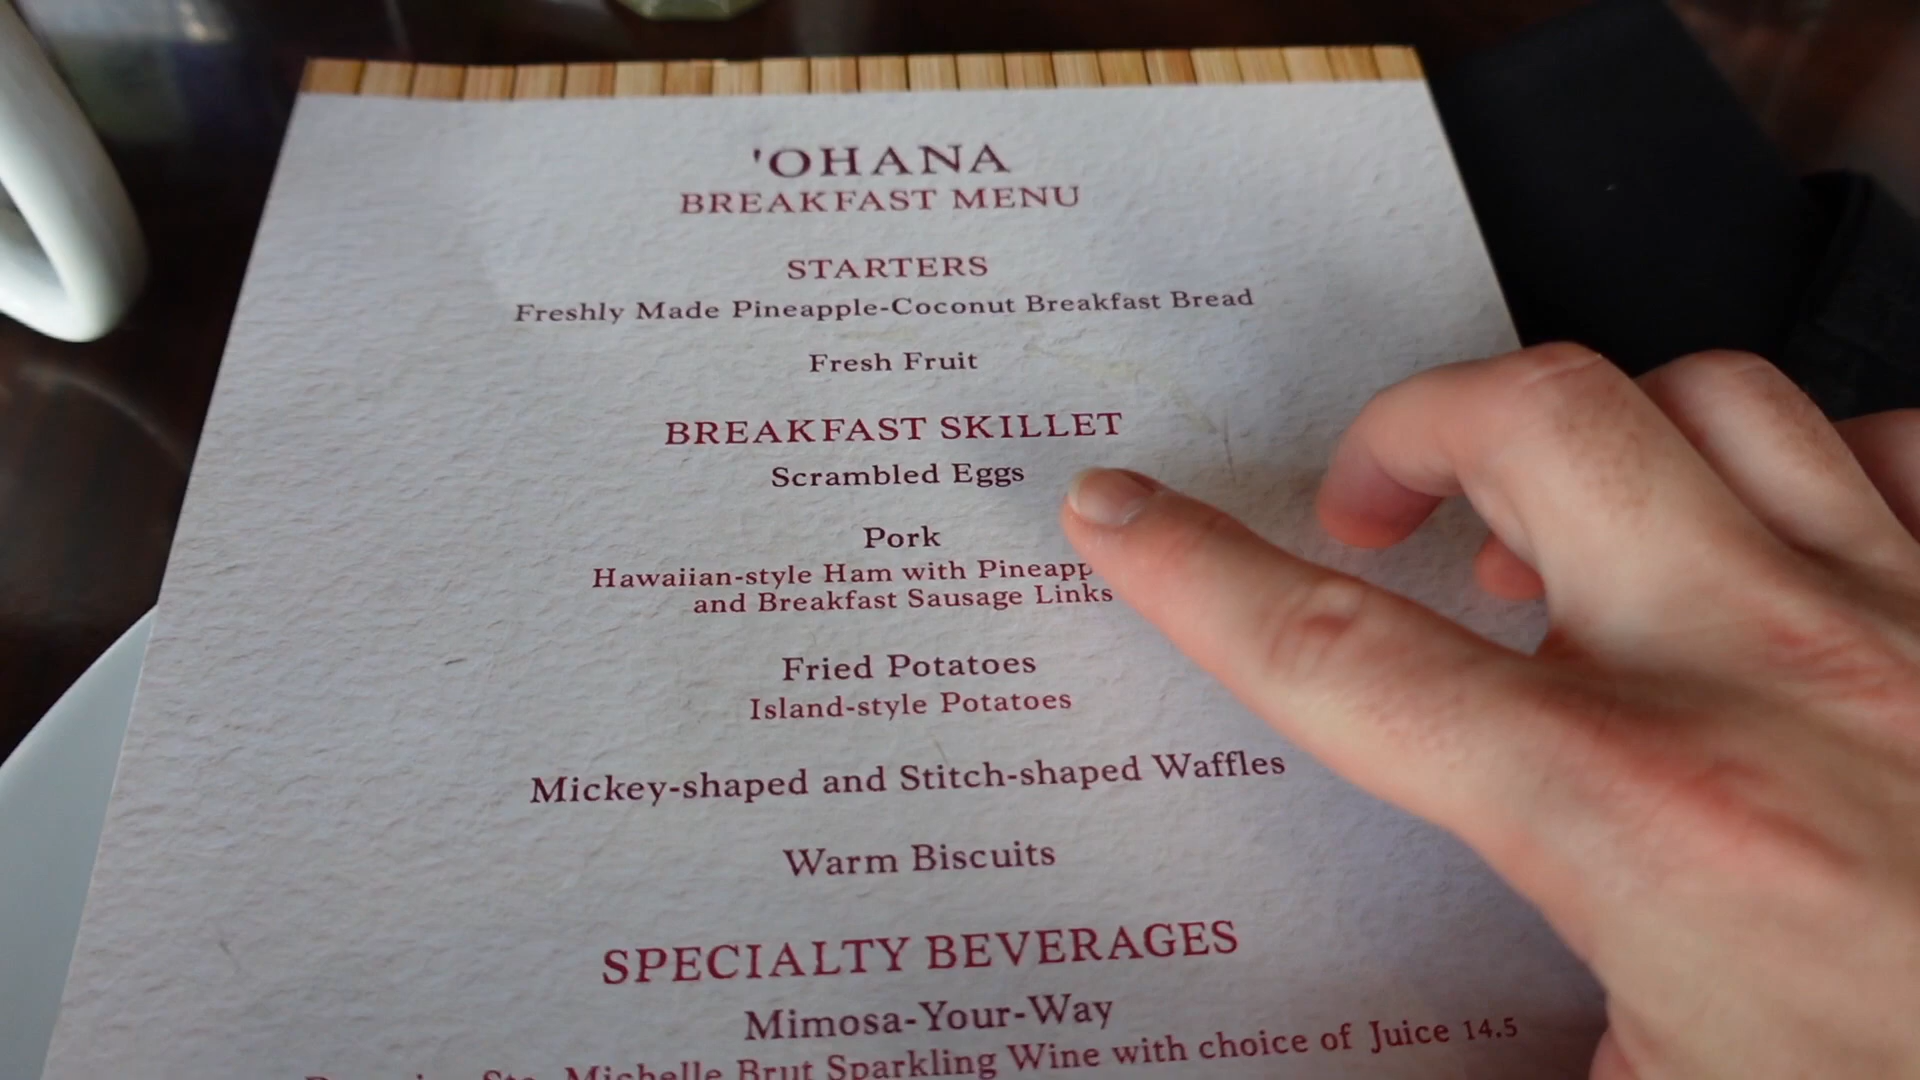 'OHANA
BREAKFAST MENU
STARTERS
Freshly Made Pineapple-Coconut Breakfast Bread
Fresh Fruit
BREAKFAST SKILLET
Scrambled Eggs
Pork
Hawaiian-style Ham with Pineapp
and Breakfast Sausage Links
Fried Potatoes
Island-style Potatoes
Mickey-shaped and Stitch-shaped Waffles
Warm Biscuits
SPECIALTY BEVERAGES
Mimosa-Your-Way
Ste. Michelle Brut Sparkling Wine with choice of Juice 14.5